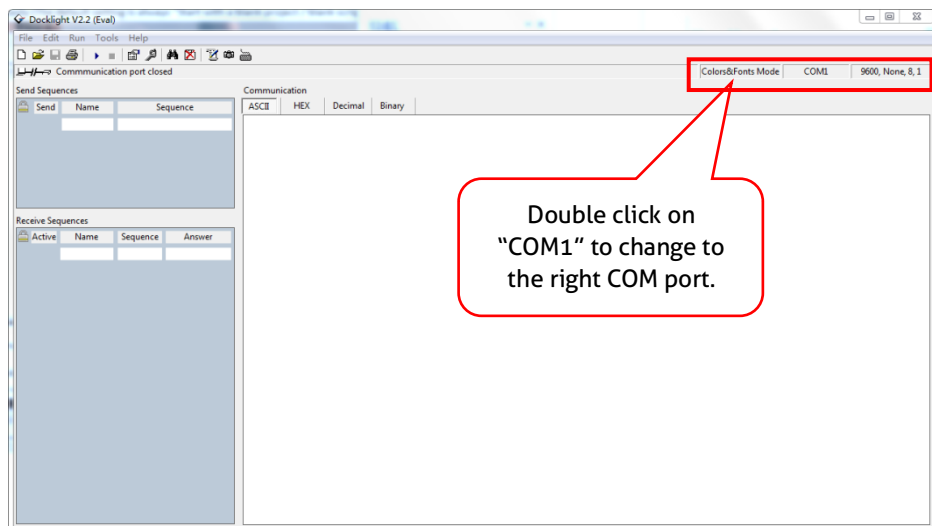 Docklight V2.2 (Eval)
File Edit Run Tools Help
Commmunication port closed
Colors&Fonts Mode COM1 9600, None, 8, 1
Send Sequences
Send Name Sequence
Communication
ASCII HEX Decimal Binary
Double click on
“COM1” to change to
the right COM port.
Receive Sequences
Active Name Sequence Answer